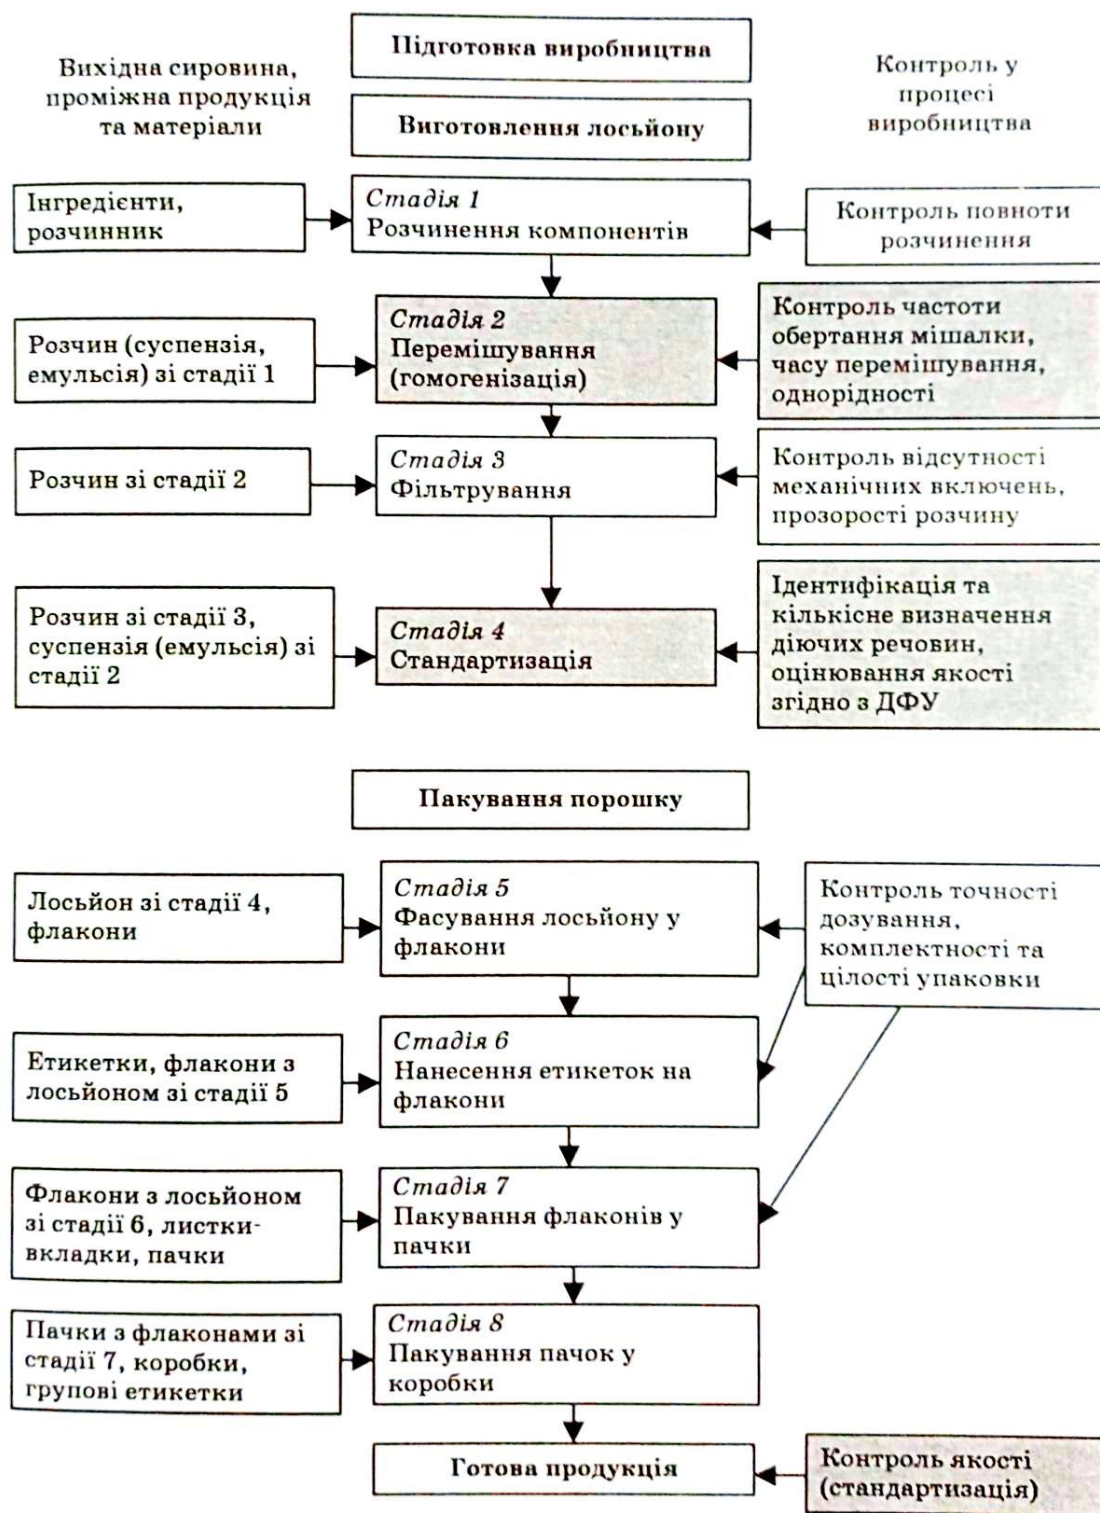 Підготовка виробництва
Вихідна сировина,
проміжна продукція
та матеріали
Контроль у
процесі
виробництва
Виготовлення лосьйону
Інгредієнти,
розчинник
Стадія 1
Розчинення компонентів
Контроль повноти
розчинення
Розчин (суспензія,
емульсія) зі стадії 1
Стадія 2
Перемішування
(гомогенізація)
Контроль частоти
обертання мішалки,
часу перемішування,
однорідності
Розчин зі стадії 2
Стадія 3
Фільтрування
Контроль відсутності
механічних включень,
прозорості розчину
Розчин зі стадії 3,
суспензія (емульсія) зі
стадії 2
Стадія 4
Стандартизація
Ідентифікація та
кількісне визначення
діючих речовин,
оцінювання якості
згідно з ДФУ
Пакування порошку
Лосьйон зі стадії 4,
флакони
Стадія 5
Фасування лосьйону у
флакони
Контроль точності
дозування,
комплектності та
цілості упаковки
Етикетки, флакони з
лосьйоном зі стадії 5
Стадія 6
Нанесення етикеток на
флакони
Флакони з лосьйоном
зі стадії 6, листки-
вкладки, пачки
Стадія 7
Пакування флаконів у
пачки
Пачки з флаконами зі
стадії 7, коробки,
групові етикетки
Стадія 8
Пакування пачок у
коробки
Готова продукція
Контроль якості
(стандартизація)